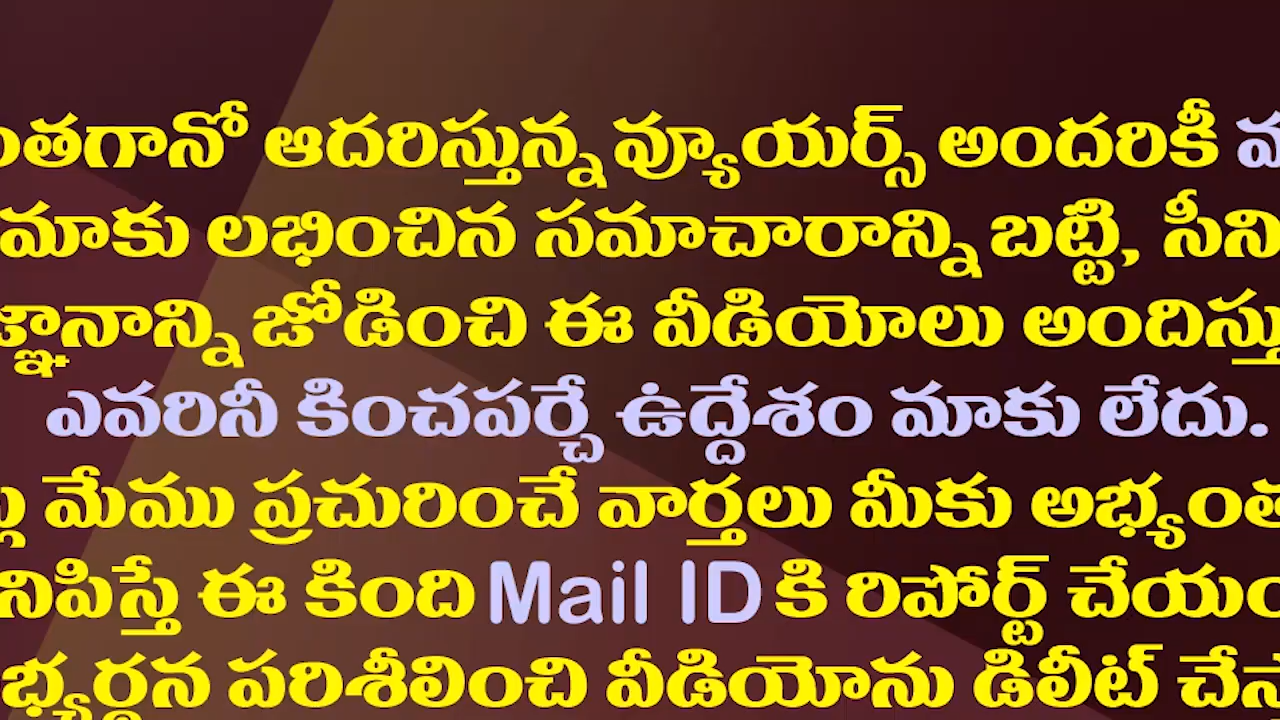 ఆదరిస్తున్న వ్యూయర్స్ అందరికీ
మాకు లభించిన సమాచారాన్ని బట్టి,
జోడించి ఈ వీడియోలు
ఎవరినీ కించపర్చే ఉద్దేశం మాకు లేదు.
మేము ప్రచురించే వార్తలు మీకు
ఈ కింది Mail ID కి రిపోర్ట్
పరిశీలించి వీడియోను డిలీట్